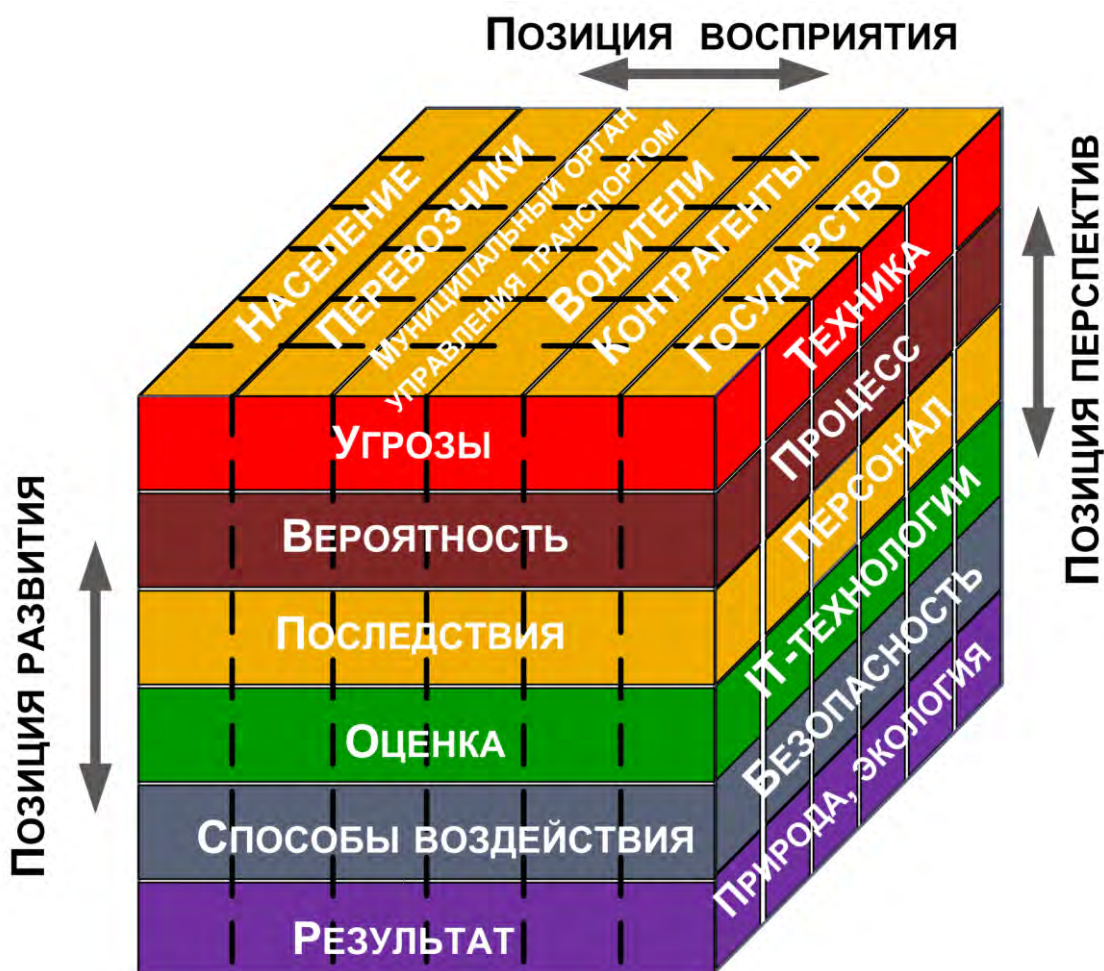 Позиция восприятия
Население
Перевозчики
Муниципальный орган
управления транспортом
Водители
Контрагенты
Государство
Позиция развития
Угрозы
Вероятность
Последствия
Оценка
Способы воздействия
Результат
Позиция перспектив
Техника
Процесс
Персонал
IT-технологии
Безопасность
Природа, экология